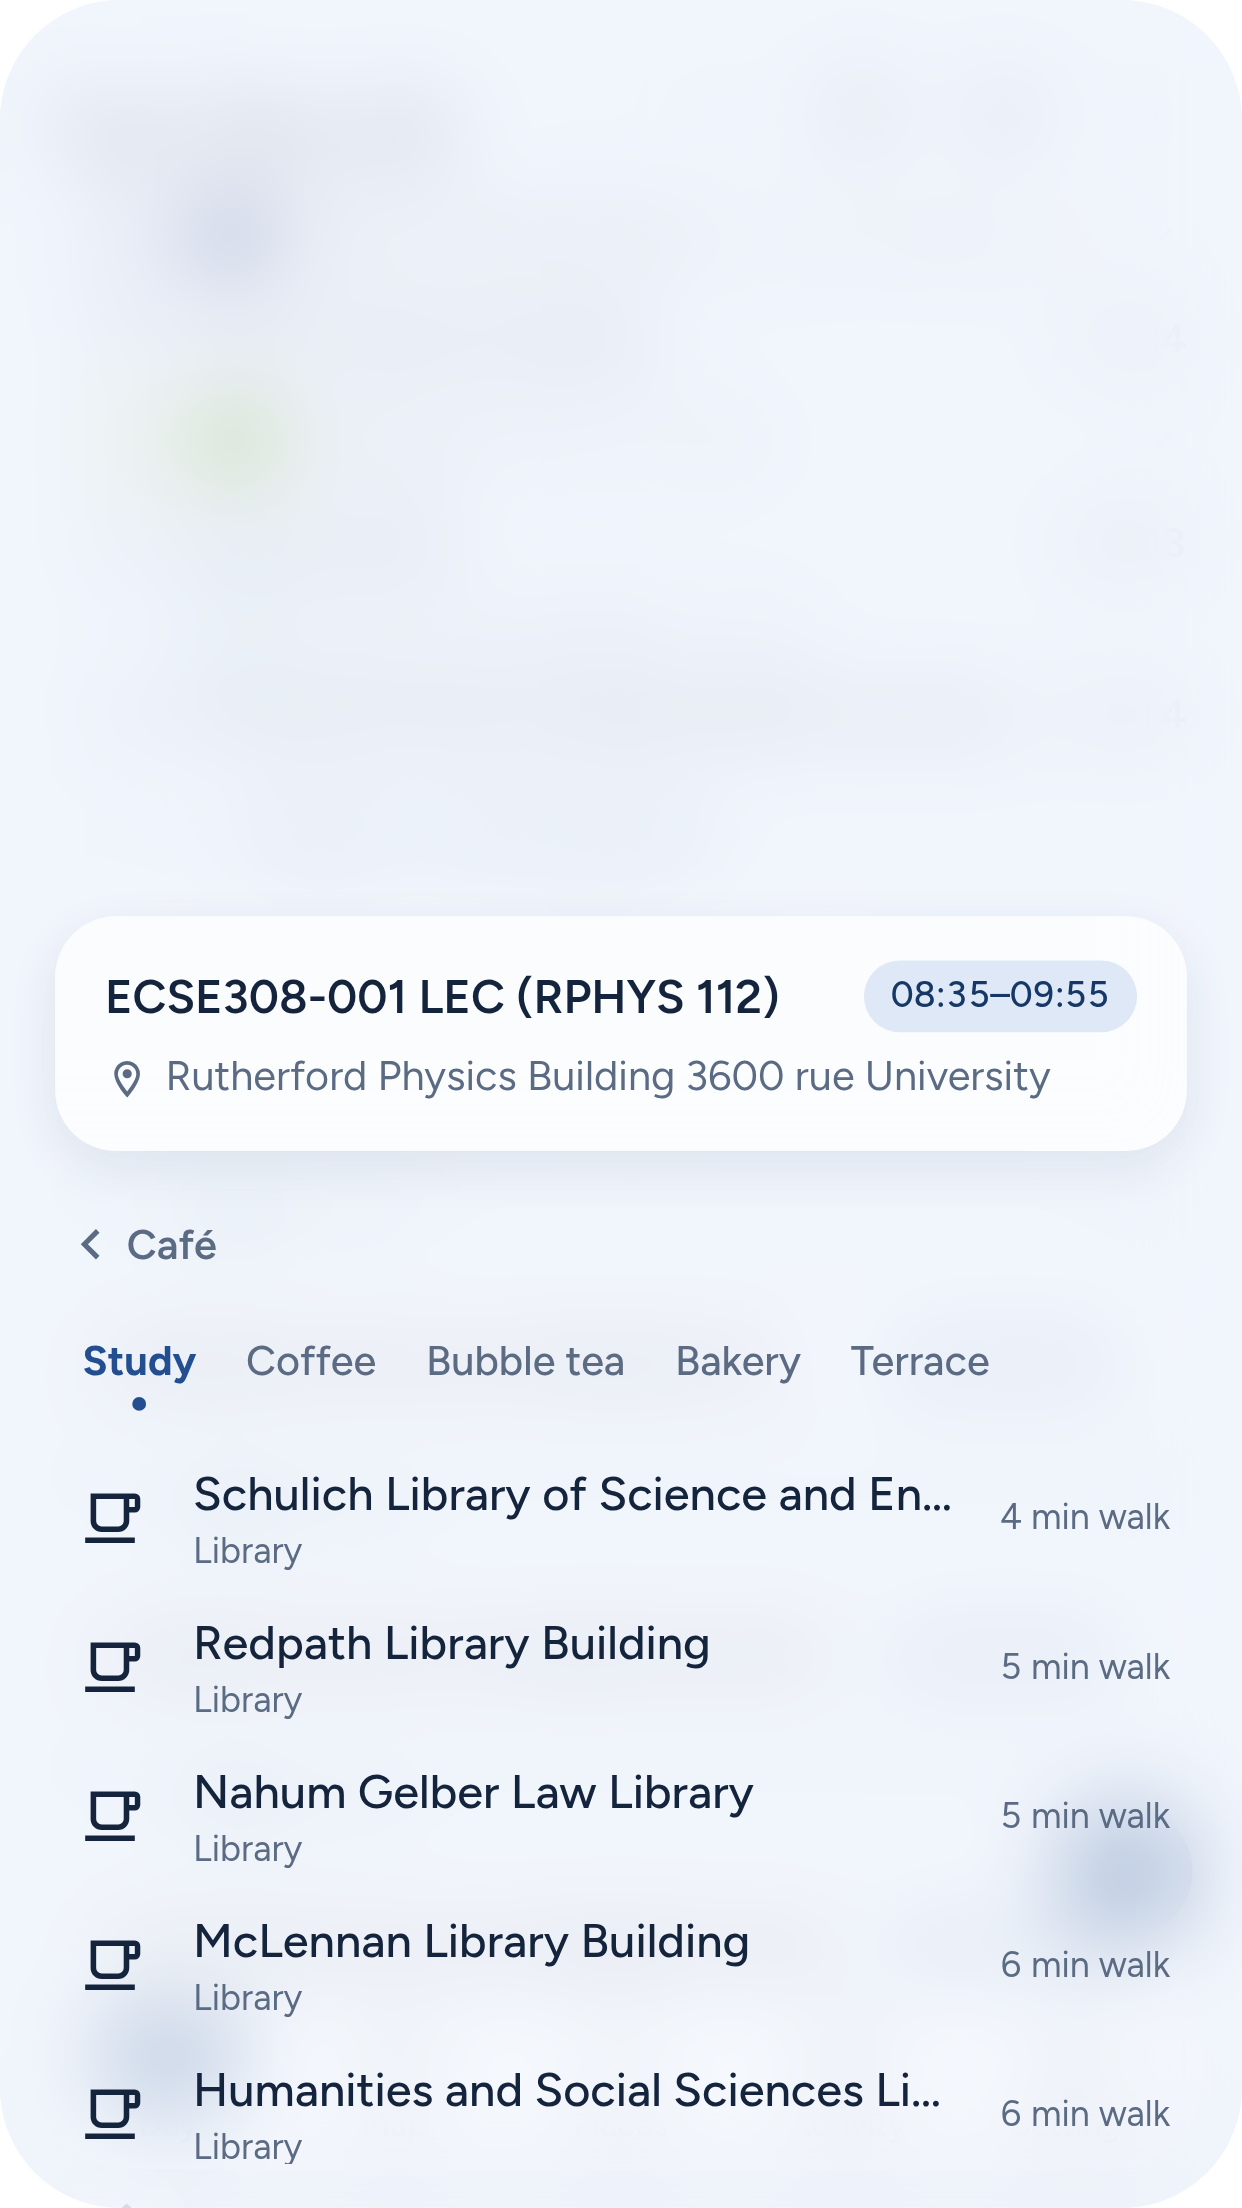 ECSE308-001 LEC (RPHYS 112)
08:35–09:55
Rutherford Physics Building 3600 rue University
Café
Study Coffee Bubble tea Bakery Terrace
Schulich Library of Science and En...
4 min walk
Library
Redpath Library Building
5 min walk
Library
Nahum Gelber Law Library
5 min walk
Library
McLennan Library Building
6 min walk
Library
Humanities and Social Sciences Li...
6 min walk
Library